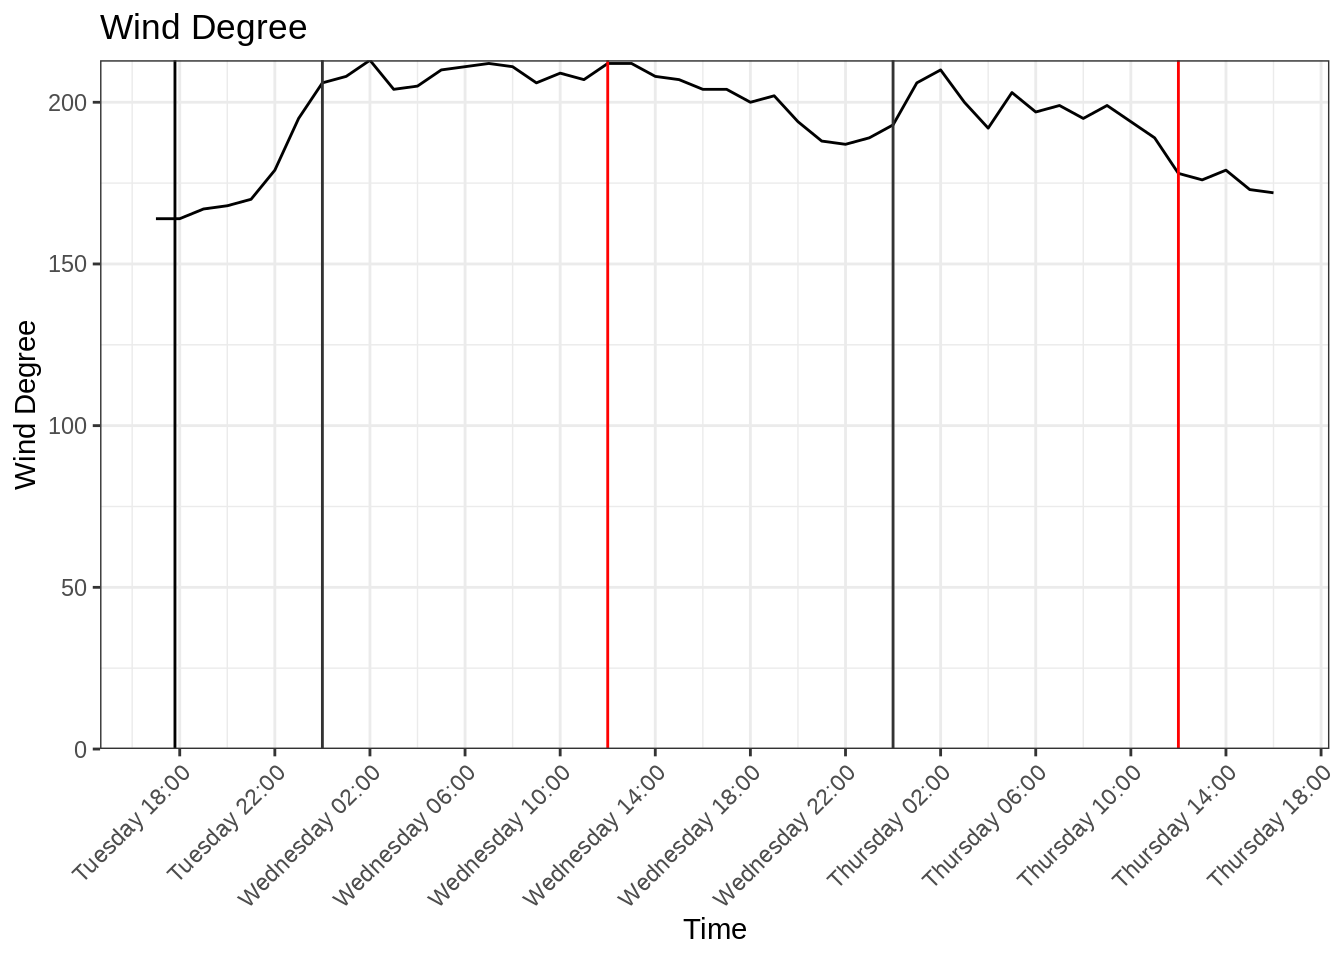 Wind Degree
Wind Degree
200
150
100
50
0
Tuesday 18:00
Tuesday 22:00
Wednesday 02:00
Wednesday 06:00
Wednesday 10:00
Wednesday 14:00
Wednesday 18:00
Wednesday 22:00
Thursday 02:00
Thursday 06:00
Thursday 10:00
Thursday 14:00
Thursday 18:00
Time